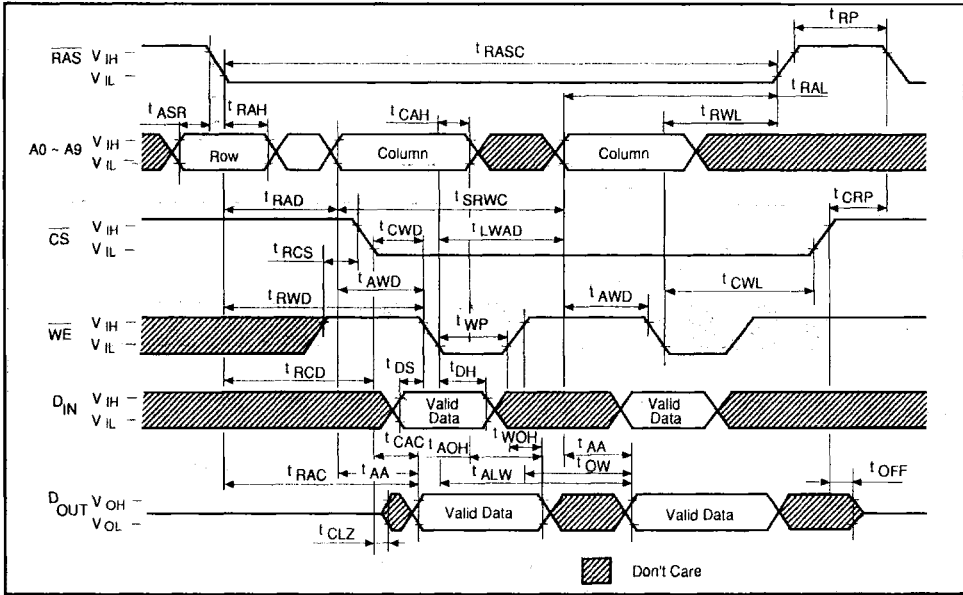 t RP
RAS V IH
V IL
t RASC
t RAL
t ASR
t RAH
t CAH
t RWL
A0 ~ A9 V IH
V IL
Row
Column
Column
t RAD
t SRWC
t CRP
CS V IH
V IL
t CWD
t LWAD
t RCS
t AWD
t CWL
t RWD
t WP
t AWD
WE V IH
V IL
t RCD
t DS
t DH
D IN V IH
V IL
Valid Data
Valid Data
t CAC
t AOH
t WOH
t AA
t RAC
t AA
t ALW
t OW
t OFF
D OUT V OH
V OL
Valid Data
Valid Data
t CLZ
Don't Care